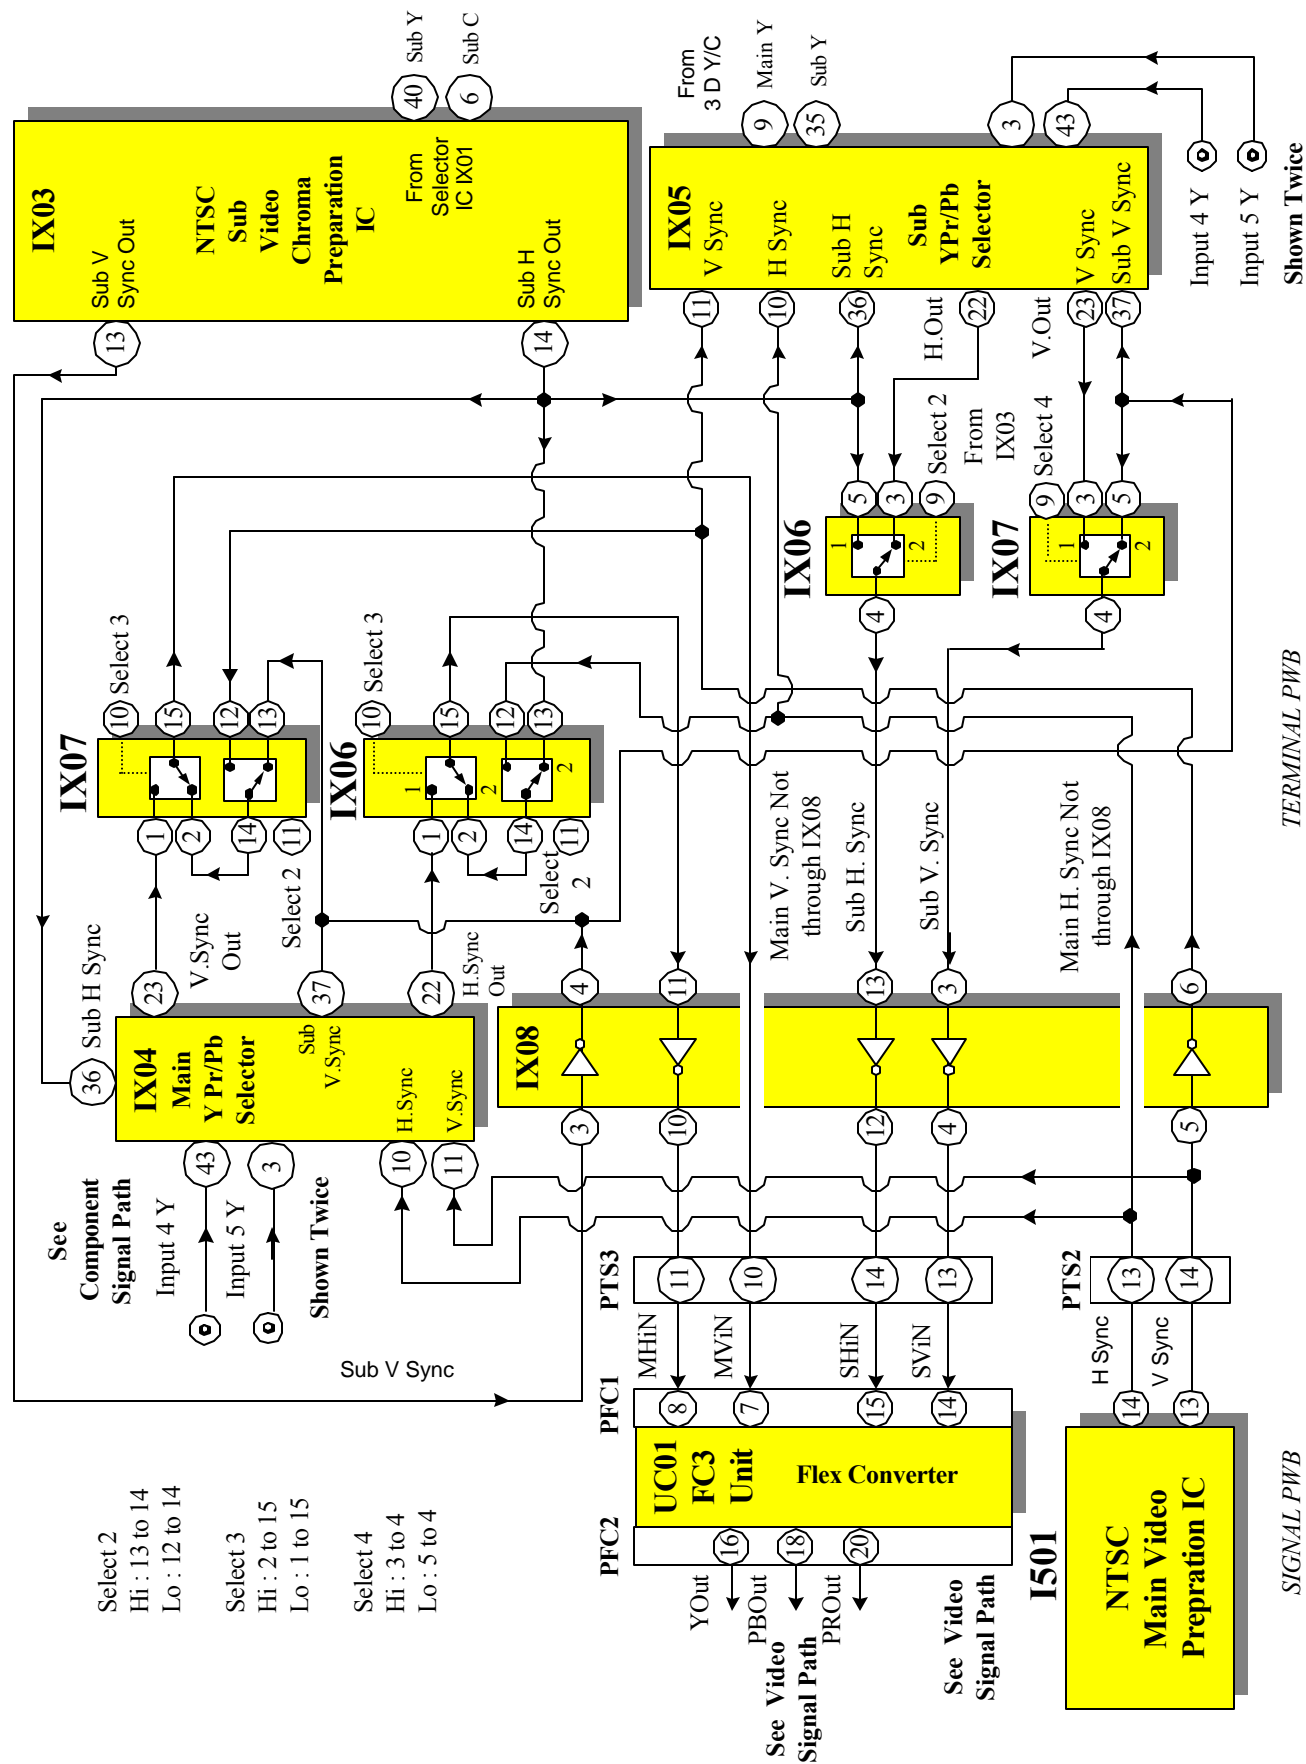 Select 2
Hi : 13 to 14
Lo : 12 to 14
Select 3
Hi : 2 to 15
Lo : 1 to 15
Select 4
Hi : 3 to 4
Lo : 5 to 4
See
Component
Signal Path
Input 4 Y
43
Input 5 Y
3
Shown Twice
36
Sub H Sync
IX04
Main
Y Pr/Pb
Selector
23
V.Sync
Out
37
Sub
V.Sync
22
H.Sync
Out
10
H.Sync
11
V.Sync
Sub V Sync
IX07
10
Select 3
1
15
2
12
14
13
11
Select 2
IX06
10
Select 3
1
1
15
2
2
12
14
2
13
11
Select
2
IX03
NTSC
Sub
Video
Chroma
Preparation
IC
13
Sub V
Sync Out
14
Sub H
Sync Out
From
Selector
IC IX01
40
Sub Y
6
Sub C
IX08
3
4
10
11
12
13
4
3
5
6
Main V. Sync Not
through IX08
Sub H. Sync
Sub V. Sync
Main H. Sync Not
through IX08
IX06
4
1
2
5
3
9
Select 2
From
IX03
IX07
4
1
2
9
Select 4
3
5
IX05
Sub
YPr/Pb
Selector
11
V Sync
10
H Sync
36
Sub H
Sync
22
H.Out
23
V.Out
V Sync
37
Sub V Sync
From
3 D Y/C
9
Main Y
35
Sub Y
3
43
Input 4 Y
Input 5 Y
Shown Twice
PTS3
11
10
14
13
MHiN
MViN
SHiN
SViN
PFC1
8
7
15
14
UC01
FC3
Unit
Flex Converter
PFC2
16
18
20
YOut
PBOut
PROut
See Video
Signal Path
See Video
Signal Path
I501
NTSC
Main Video
Prepration IC
14
H Sync
13
V Sync
PTS2
13
14
SIGNAL PWB
TERMINAL PWB